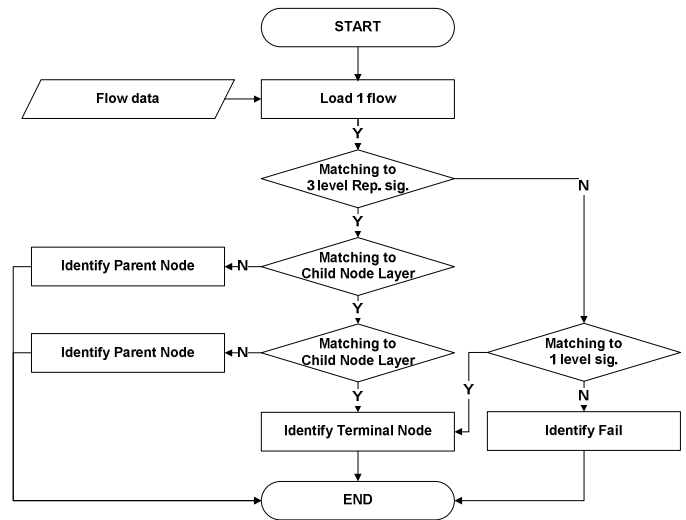 START
Flow data
Load 1 flow
Y
Matching to
3 level Rep. sig.
N
Y
Identify Parent Node
N
Matching to
Child Node Layer
Y
Identify Parent Node
N
Matching to
Child Node Layer
Matching to
1 level sig.
Y
Y
N
Identify Terminal Node
Identify Fail
END